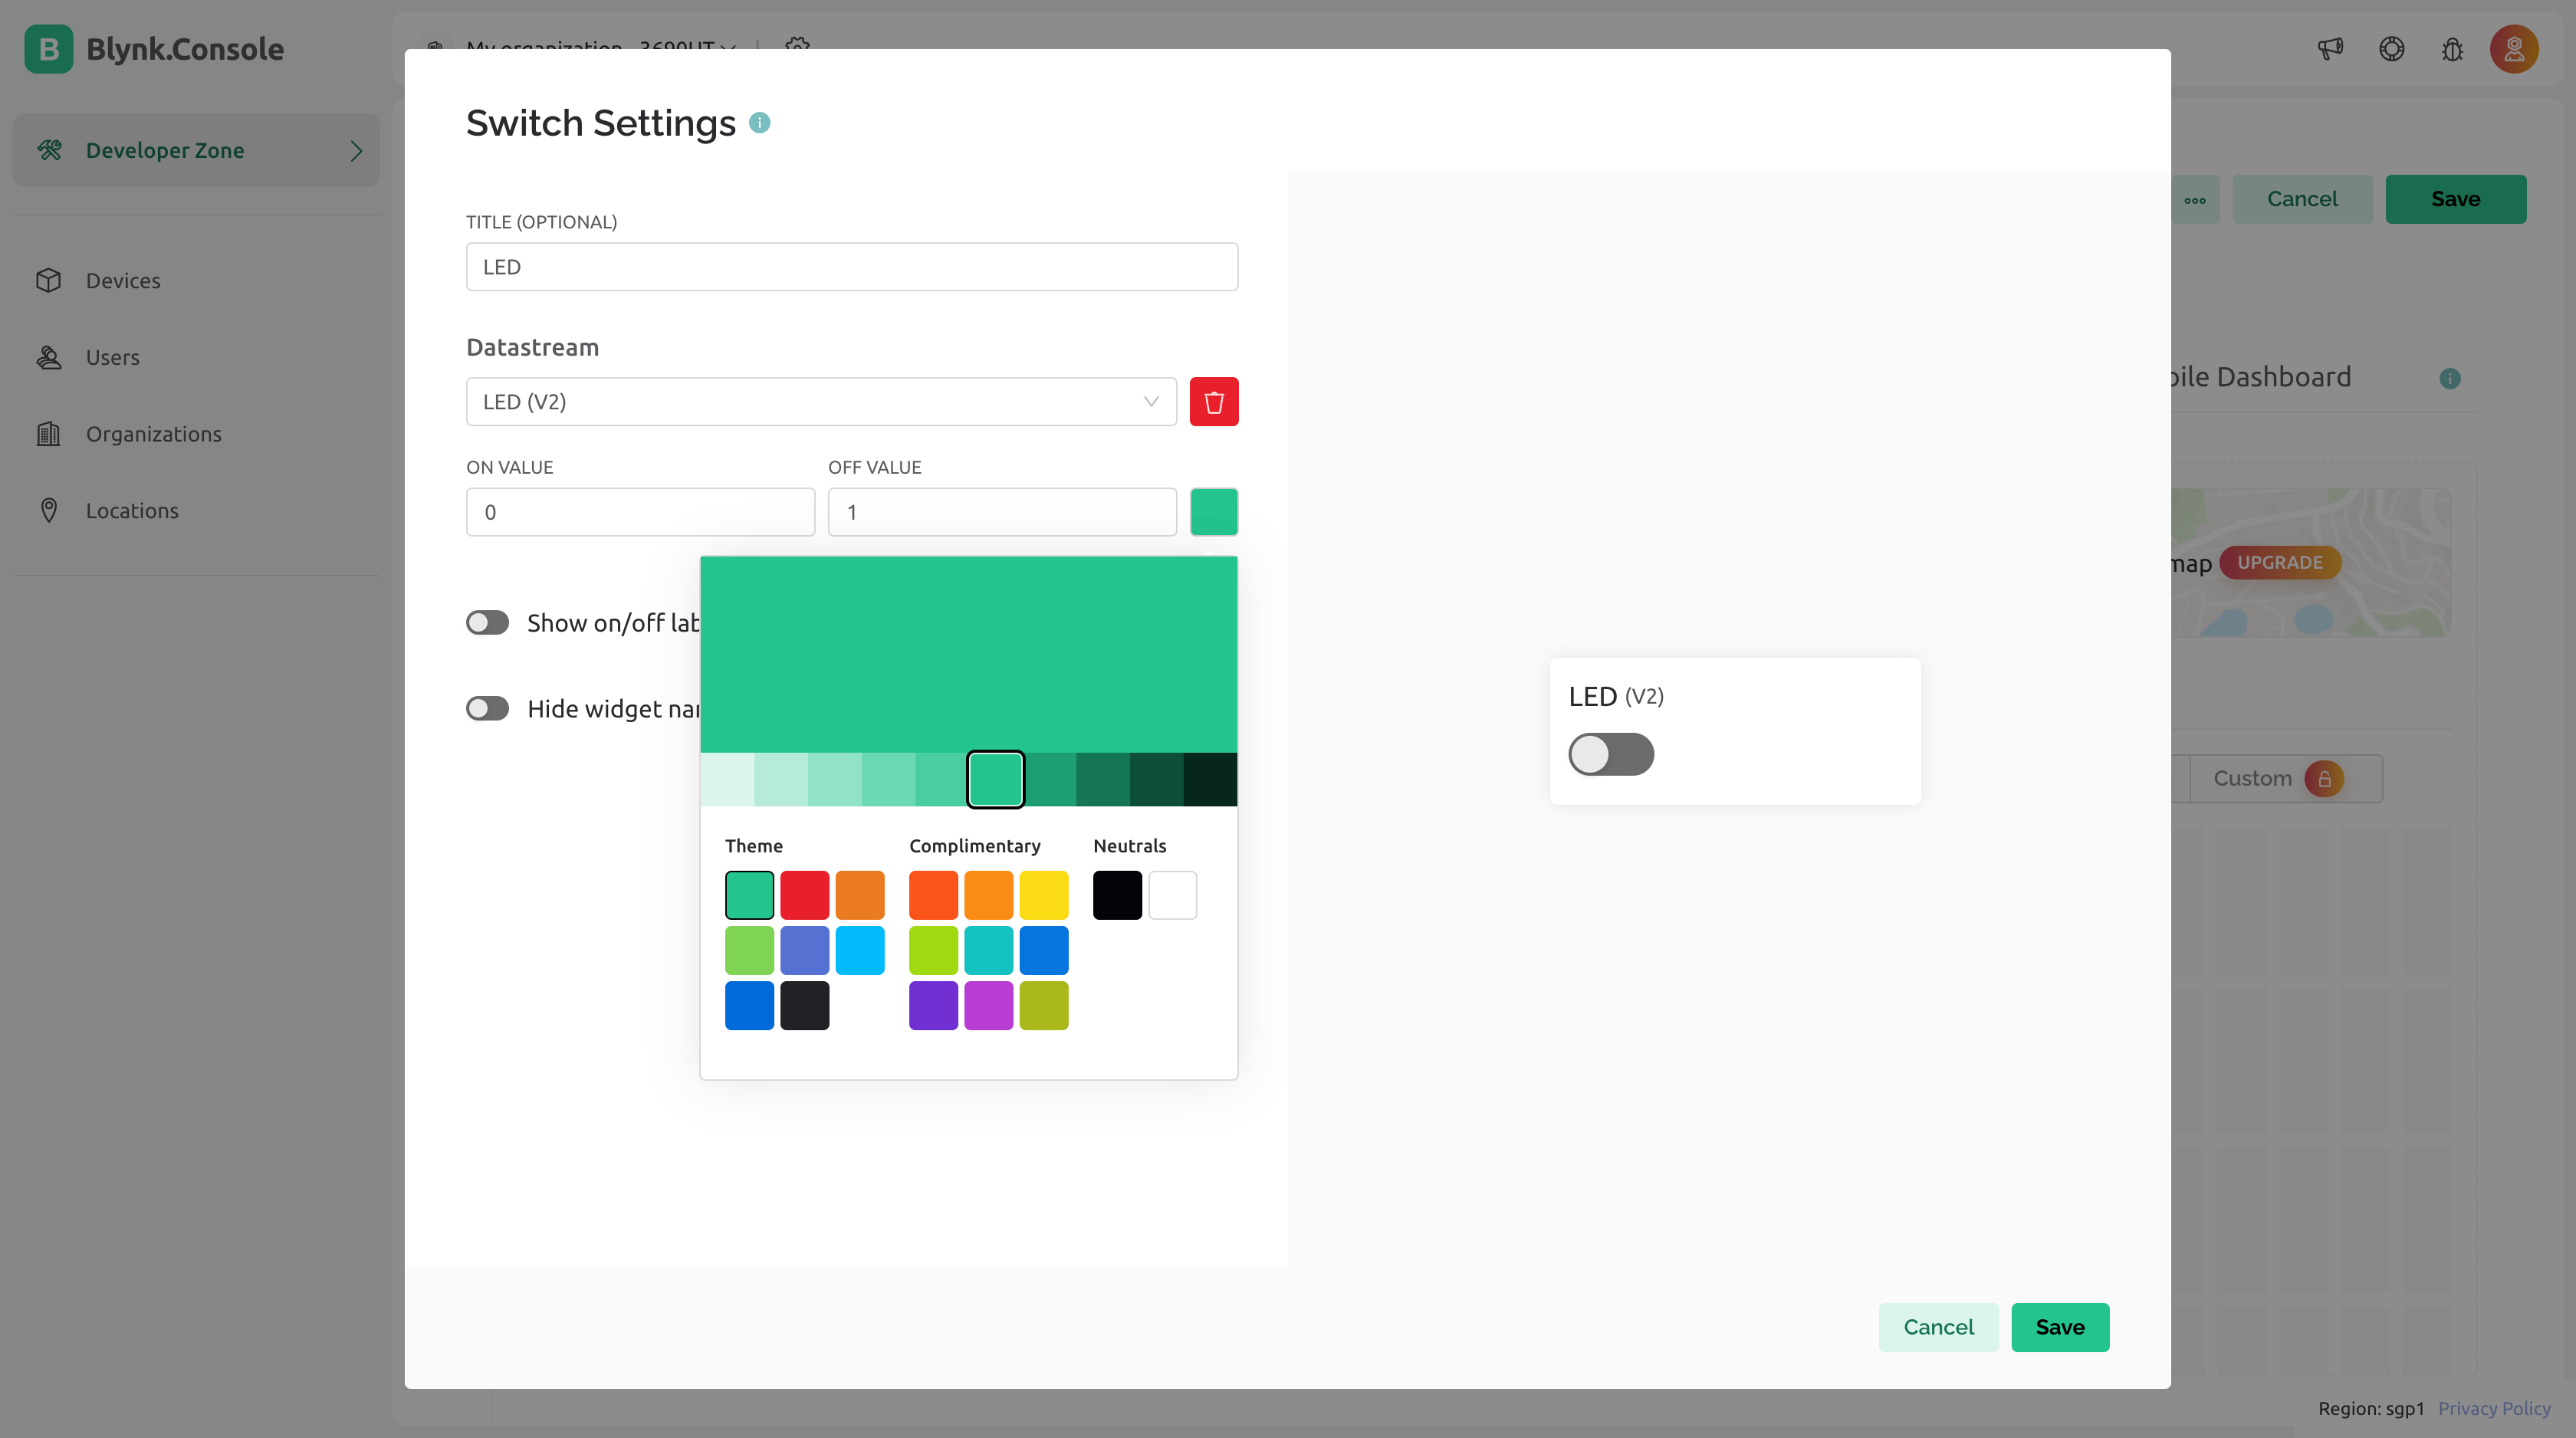 B Blynk.Console
My organization - 3690UT
Developer Zone
Devices
Users
Organizations
Locations
Switch Settings
TITLE (OPTIONAL)
LED
Datastream
LED (V2)
ON VALUE OFF VALUE
0 1
Show on/off lab
Hide widget nar
Theme Complimentary Neutrals
LED (V2)
Cancel Save
Cancel Save
bile Dashboard
map UPGRADE
Custom
Region: sgp1 Privacy Policy